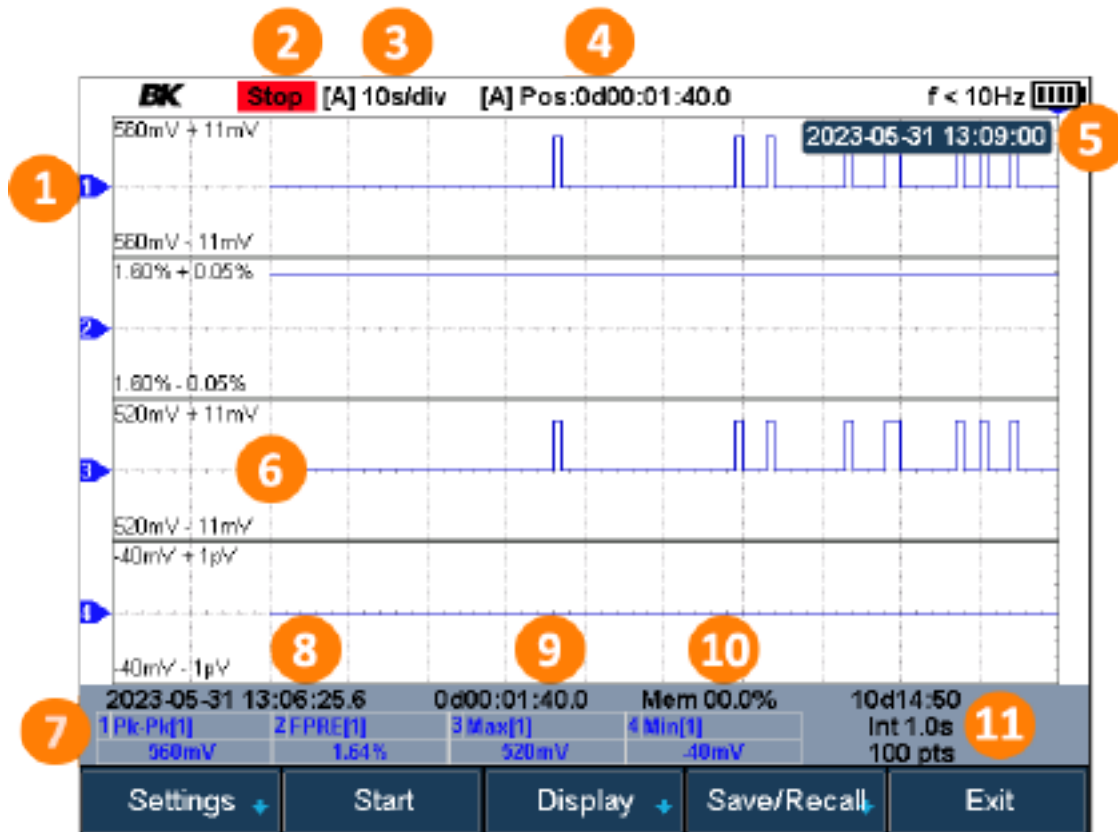 2 3 4
BK Stop [A] 10s/div [A] Pos:0d00:01:40.0 f < 10Hz
560mV + 11mV 2023-05-31 13:09:00 5
1 1
560mV - 11mV
1.60% + 0.05%
2
1.60% - 0.05%
520mV + 11mV
3 6
520mV - 11mV
-40mV + 1pV
4
8 9 10
-40mV - 1pV
2023-05-31 13:06:25.6 0d00:01:40.0 Mem 00.0% 10d14:50
7 1 Pk-Pk[1] 2 FPRE[1] 3 Max[1] 4 Min[1] Int 1.0s 11
560mV 1.64% 520mV -40mV 100 pts
Settings Start Display Save/Recall Exit